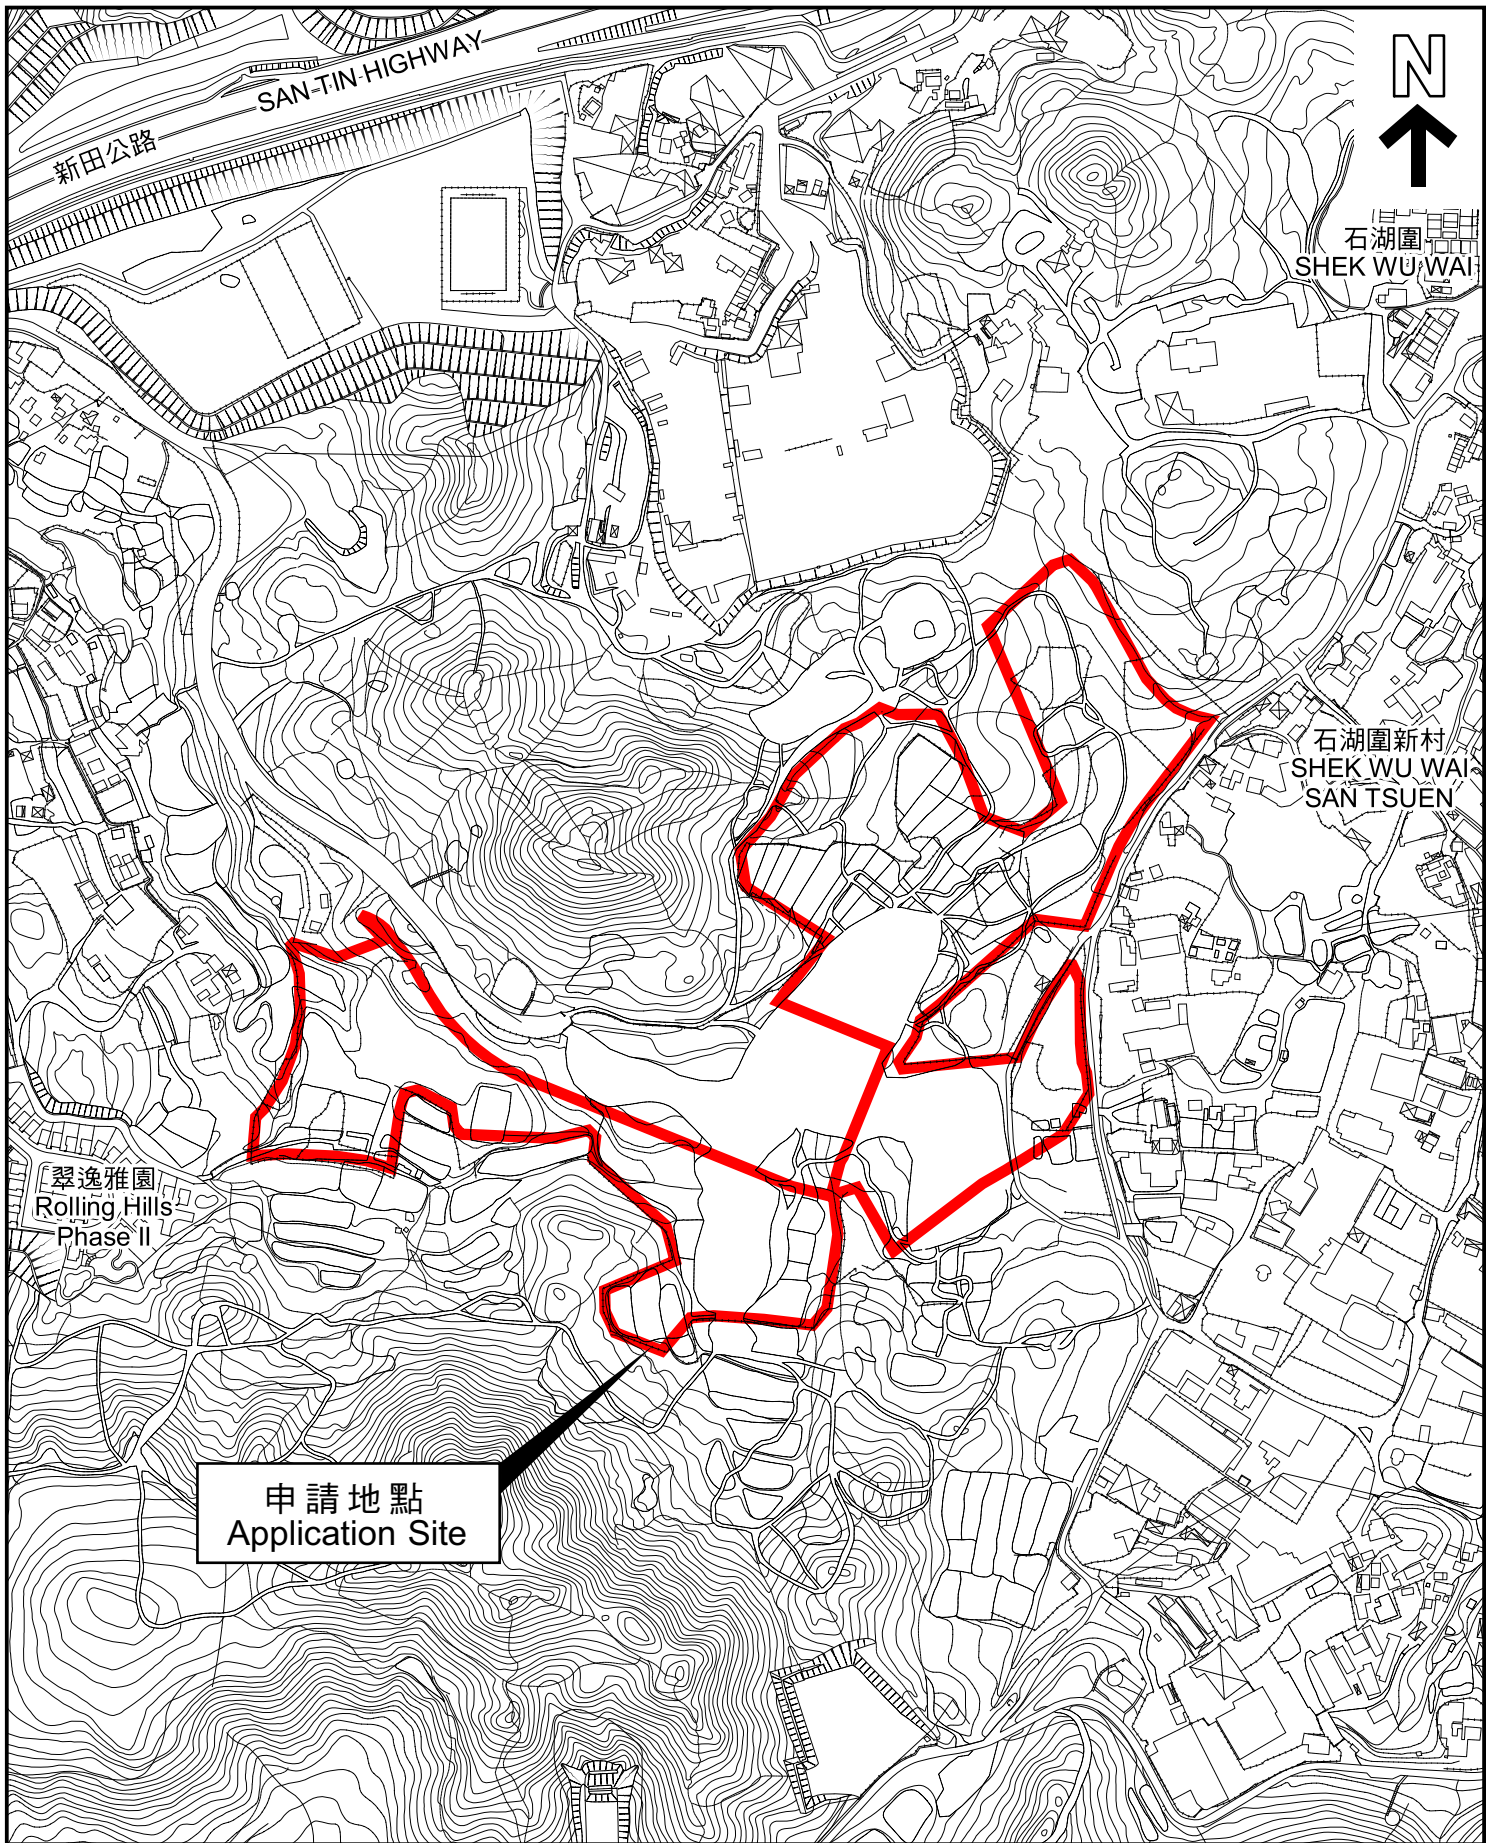 N
SAN TIN HIGHWAY
新田公路
石湖圍
SHEK WU WAI
石湖圍新村
SHEK WU WAI
SAN TSUEN
翠逸雅園
Rolling Hills
Phase II
申請地點
Application Site